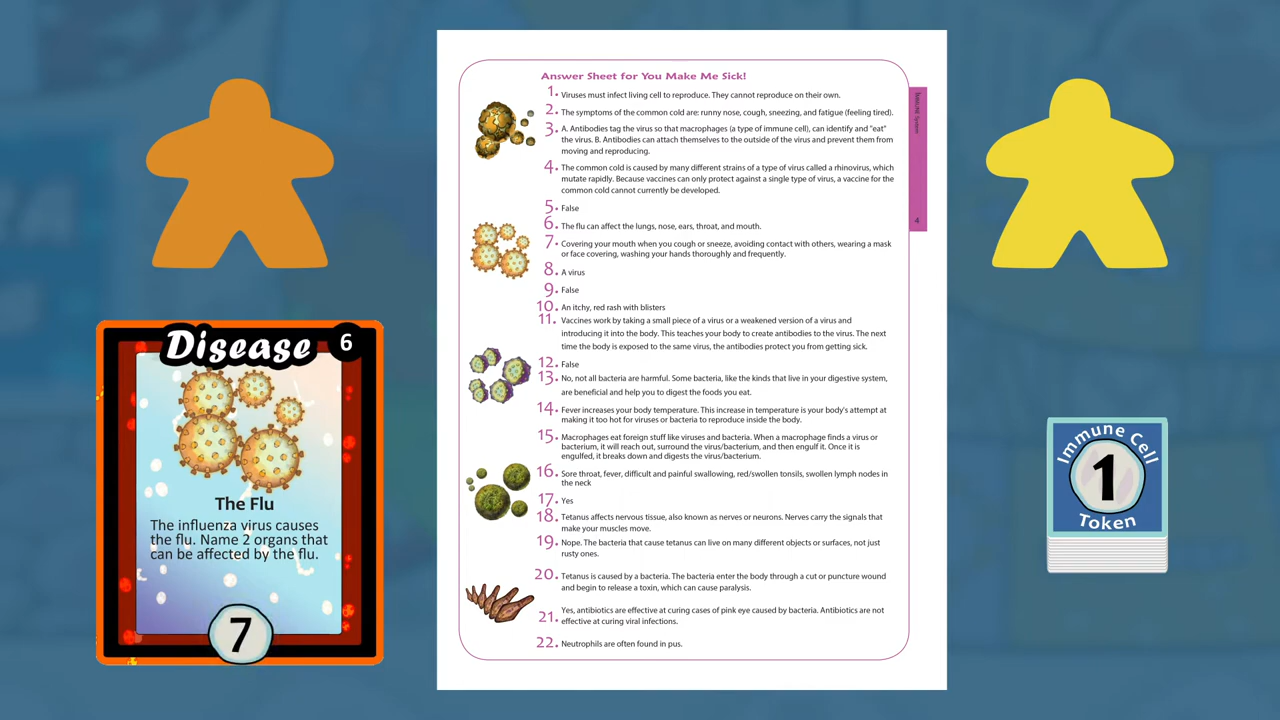 Disease 6
The Flu
The influenza virus causes
the flu. Name 2 organs that
can be affected by the flu.
7
Answer Sheet for You Make Me Sick!
1. Viruses must infect living cell to reproduce. They cannot reproduce on their own.
2. The symptoms of the common cold are: runny nose, cough, sneezing, and fatigue (feeling tired).
3. A. Antibodies tag the virus so that macrophages (a type of immune cell), can identify and "eat"
the virus. B. Antibodies can attach themselves to the outside of the virus and prevent them from
moving and reproducing.
4. The common cold is caused by many different strains of a type of virus called a rhinovirus, which
mutate rapidly. Because vaccines can only protect against a single type of virus, a vaccine for the
common cold cannot currently be developed.
5. False
6. The flu can affect the lungs, nose, ears, throat, and mouth.
7. Covering your mouth when you cough or sneeze, avoiding contact with others, wearing a mask
or face covering, washing your hands thoroughly and frequently.
8. A virus
9. False
10. An itchy, red rash with blisters
11. Vaccines work by taking a small piece of a virus or a weakened version of a virus and
introducing it into the body. This teaches your body to create antibodies to the virus. The next
time the body is exposed to the same virus, the antibodies protect you from getting sick.
12. False
13. No, not all bacteria are harmful. Some bacteria, like the kinds that live in your digestive system,
are beneficial and help you to digest the foods you eat.
14. Fever increases your body temperature. This increase in temperature is your body's attempt at
making it too hot for viruses or bacteria to reproduce inside the body.
15. Macrophages eat foreign stuff like viruses and bacteria. When a macrophage finds a virus or
bacterium, it will reach out, surround the virus/bacterium, and then engulf it. Once it is
engulfed, it breaks down and digests the virus/bacterium.
16. Sore throat, fever, difficult and painful swallowing, red/swollen tonsils, swollen lymph nodes in
the neck
17. Yes
18. Tetanus affects nervous tissue, also known as nerves or neurons. Nerves carry the signals that
make your muscles move.
19. Nope. The bacteria that cause tetanus can live on many different objects or surfaces, not just
rusty ones.
20. Tetanus is caused by a bacteria. The bacteria enter the body through a cut or puncture wound
and begin to release a toxin, which can cause paralysis.
21. Yes, antibiotics are effective at curing cases of pink eye caused by bacteria. Antibiotics are not
effective at curing viral infections.
22. Neutrophils are often found in pus.
Immune System
4
Immune Cell
1
Token